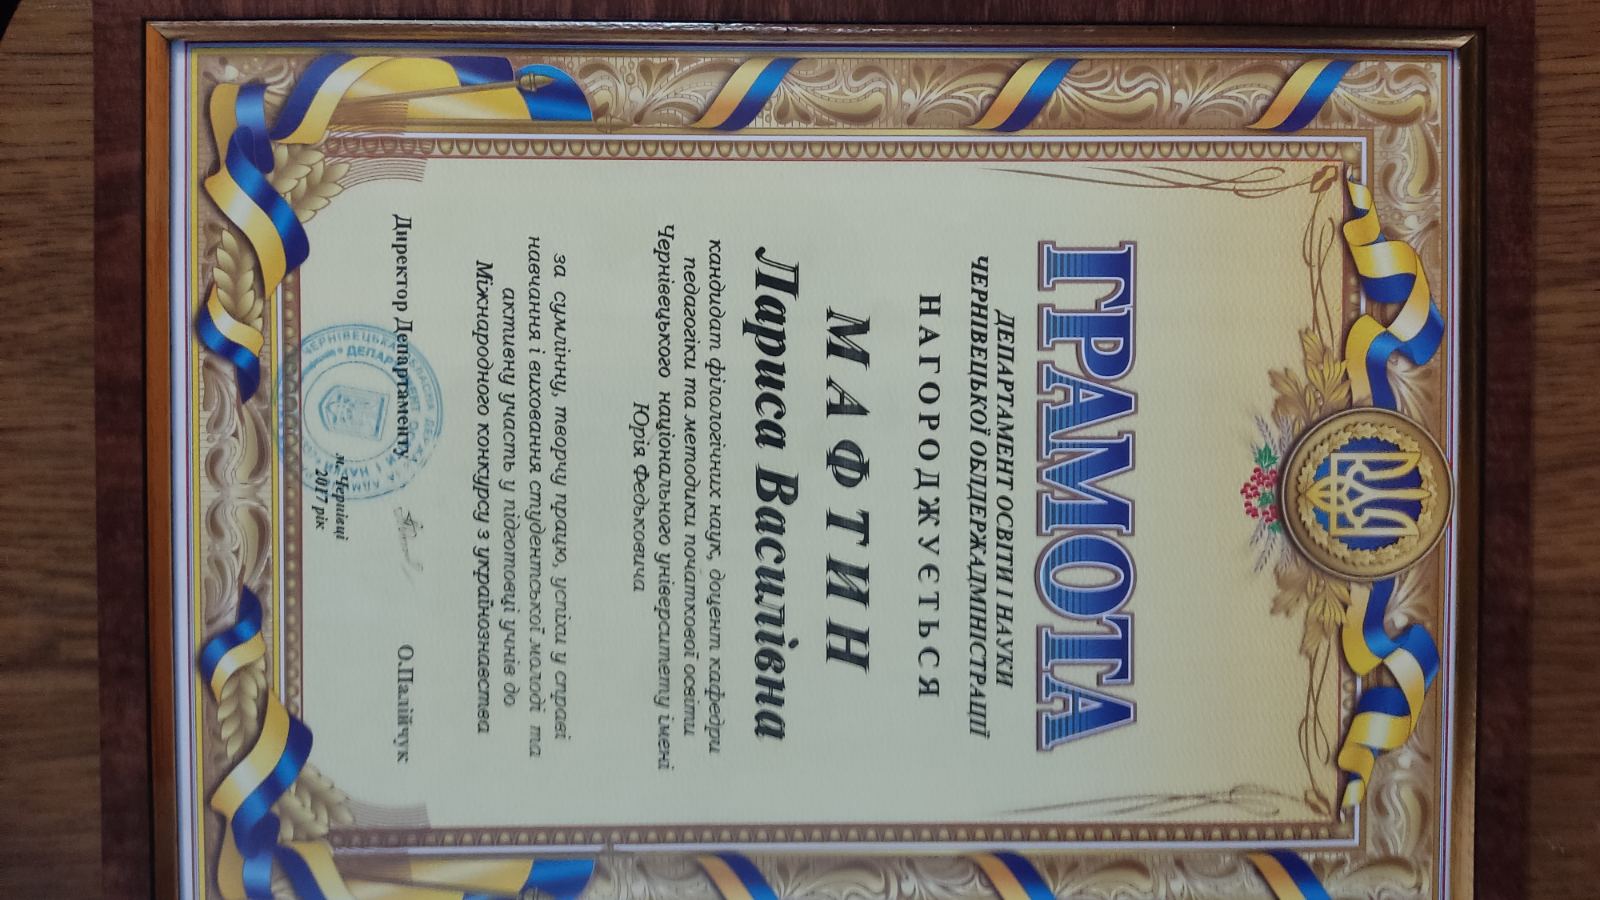 ГРАМОТА
ДЕПАРТАМЕНТ ОСВІТИ І НАУКИ
ЧЕРНІВЕЦЬКОЇ ОБЛДЕРЖАДМІНІСТРАЦІЇ
НАГОРОДЖУЄТЬСЯ
МАФТИН
Лариса Василівна
кандидат філологічних наук, доцент кафедри
педагогіки та методики початкової освіти
Чернівецького національного університету імені
Юрія Федьковича
за сумлінну, творчу працю, успіхи у справі
навчання і виховання студентської молоді та
активну участь у підготовці учнів до
Міжнародного конкурсу з українознавства
Директор Департаменту
О.Палійчук
м. Чернівці
2017 рік